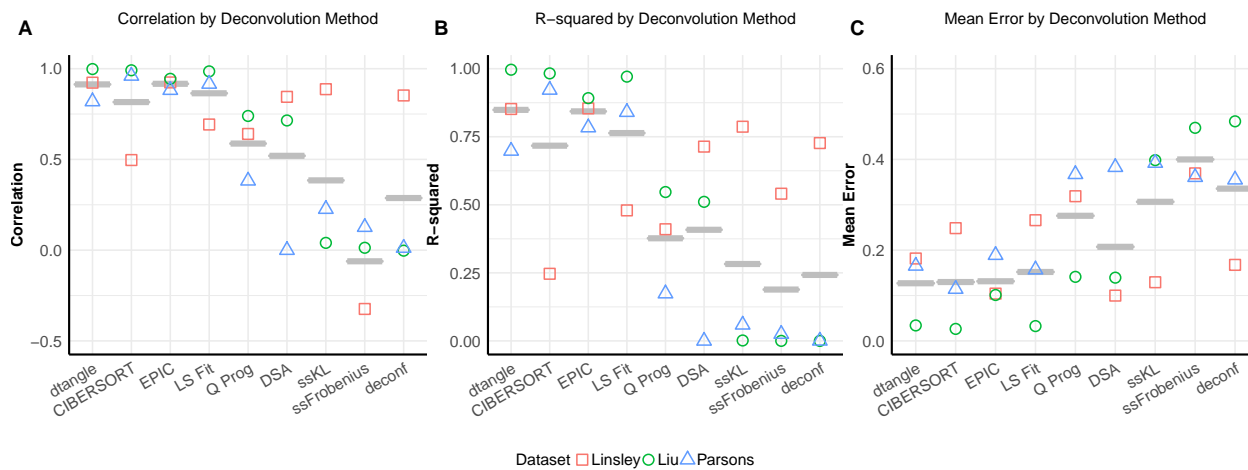 A
Correlation by Deconvolution Method
Correlation
1.0
0.5
0.0
−0.5
dtangle
CIBERSORT
EPIC
LS Fit
Q Prog
DSA
ssKL
ssFrobenius
deconf
B
R−squared by Deconvolution Method
R−squared
1.00
0.75
0.50
0.25
0.00
dtangle
CIBERSORT
EPIC
LS Fit
Q Prog
DSA
ssKL
ssFrobenius
deconf
C
Mean Error by Deconvolution Method
Mean Error
0.6
0.4
0.2
0.0
dtangle
CIBERSORT
EPIC
LS Fit
Q Prog
DSA
ssKL
ssFrobenius
deconf
Dataset Linsley Liu Parsons